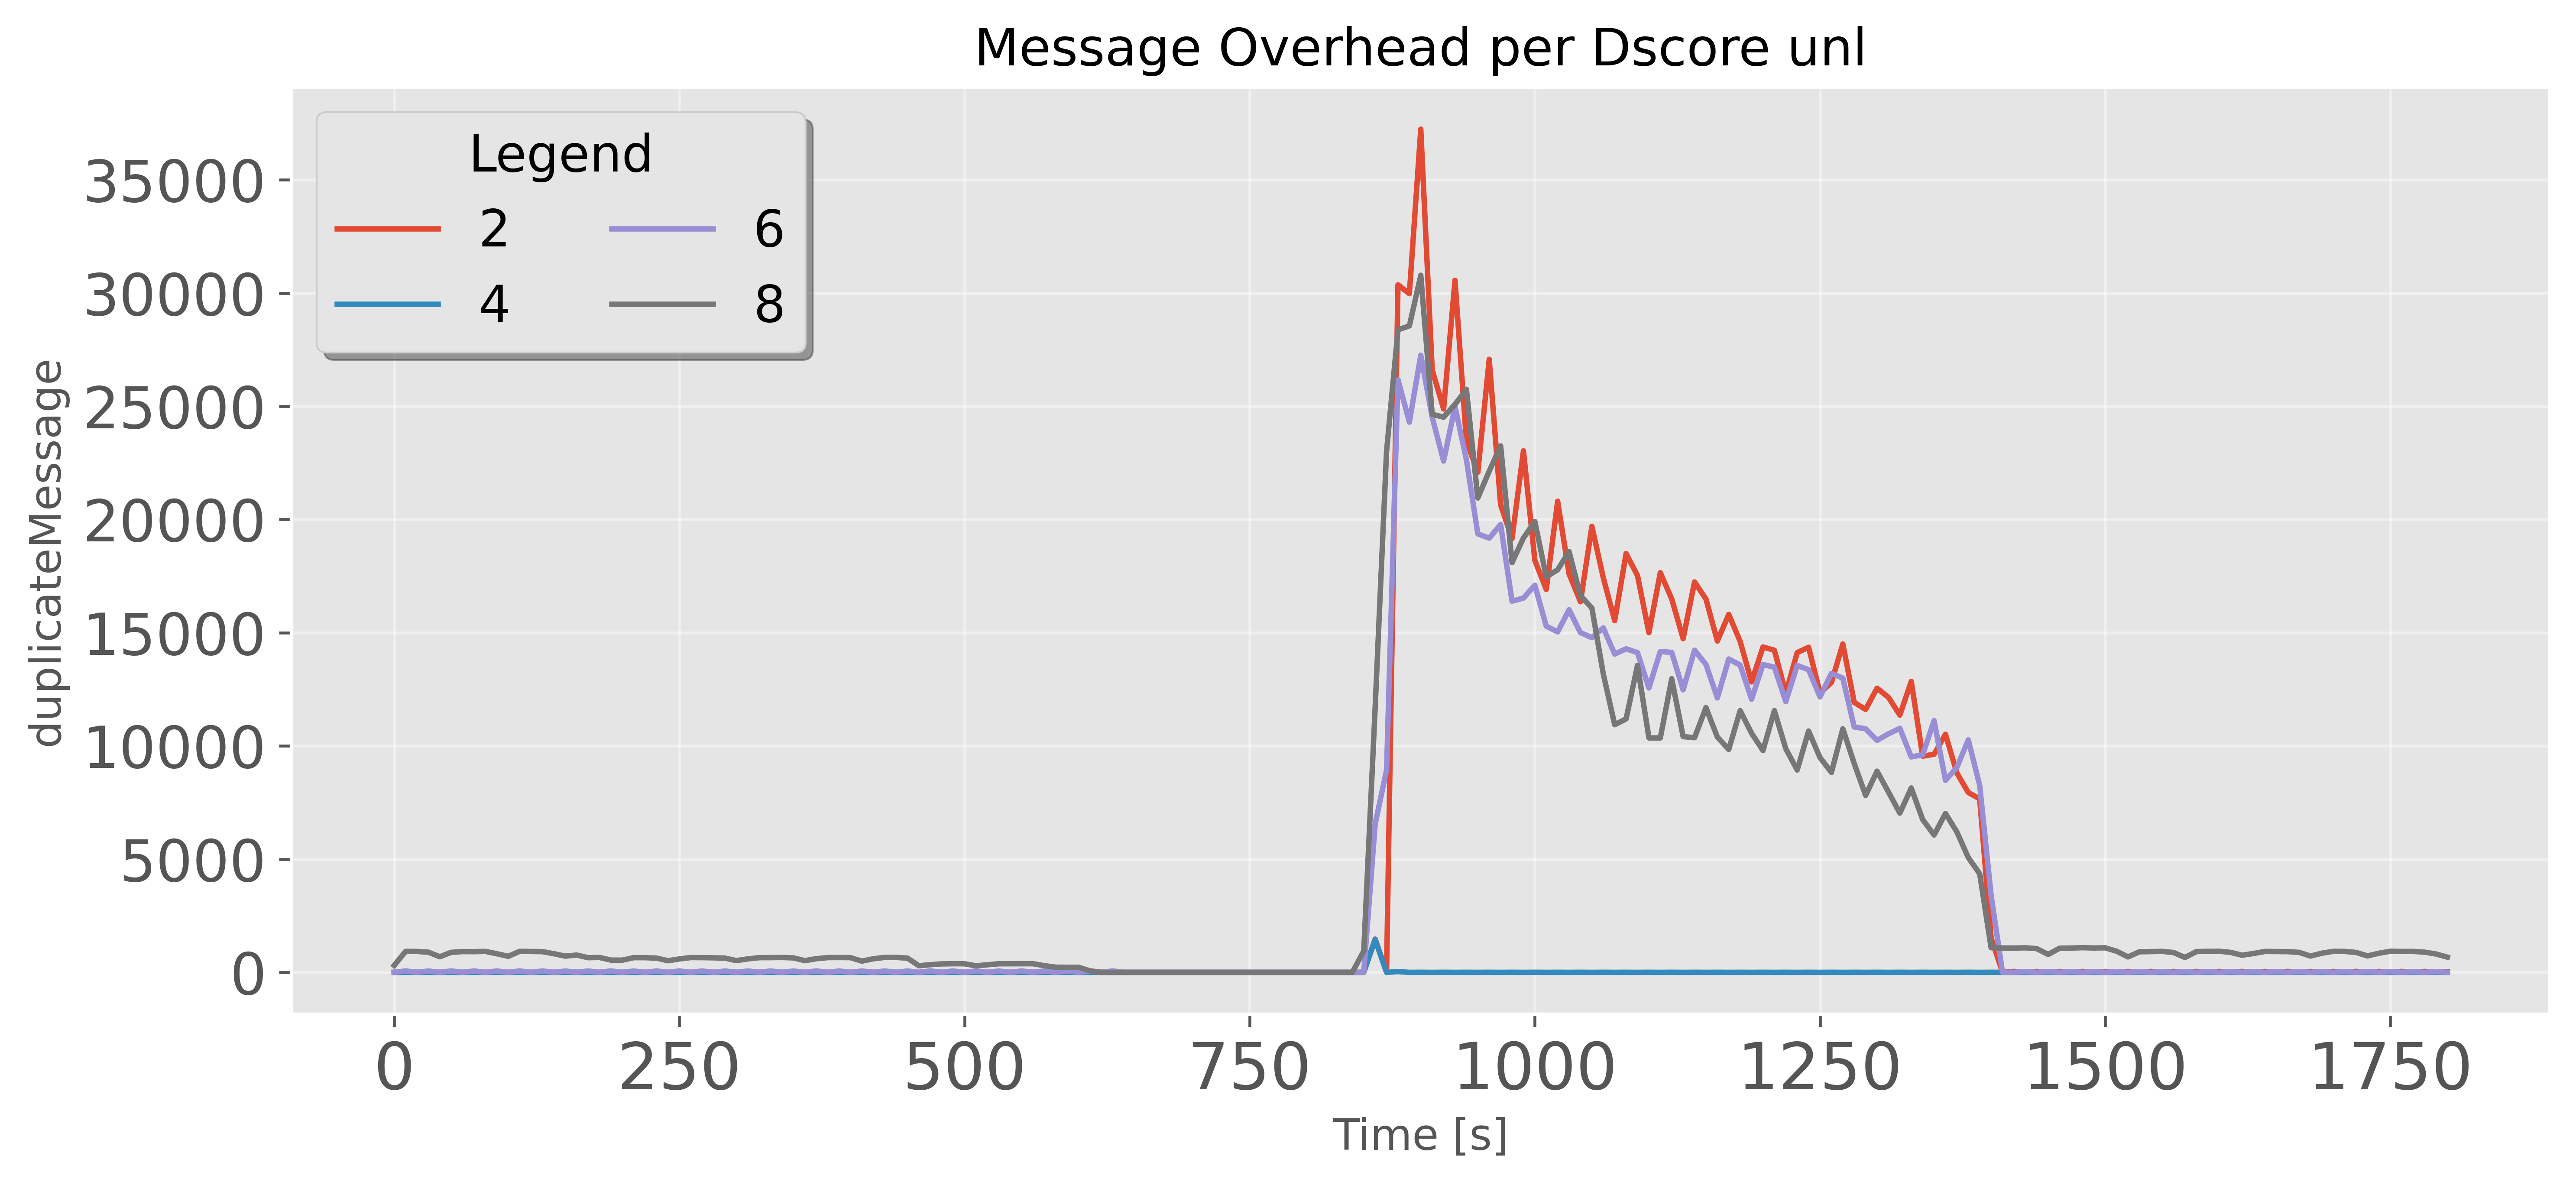 Message Overhead per Dscore unl
Legend
2 6
4 8
duplicateMessage
35000
30000
25000
20000
15000
10000
5000
0
0 250 500 750 1000 1250 1500 1750
Time [s]